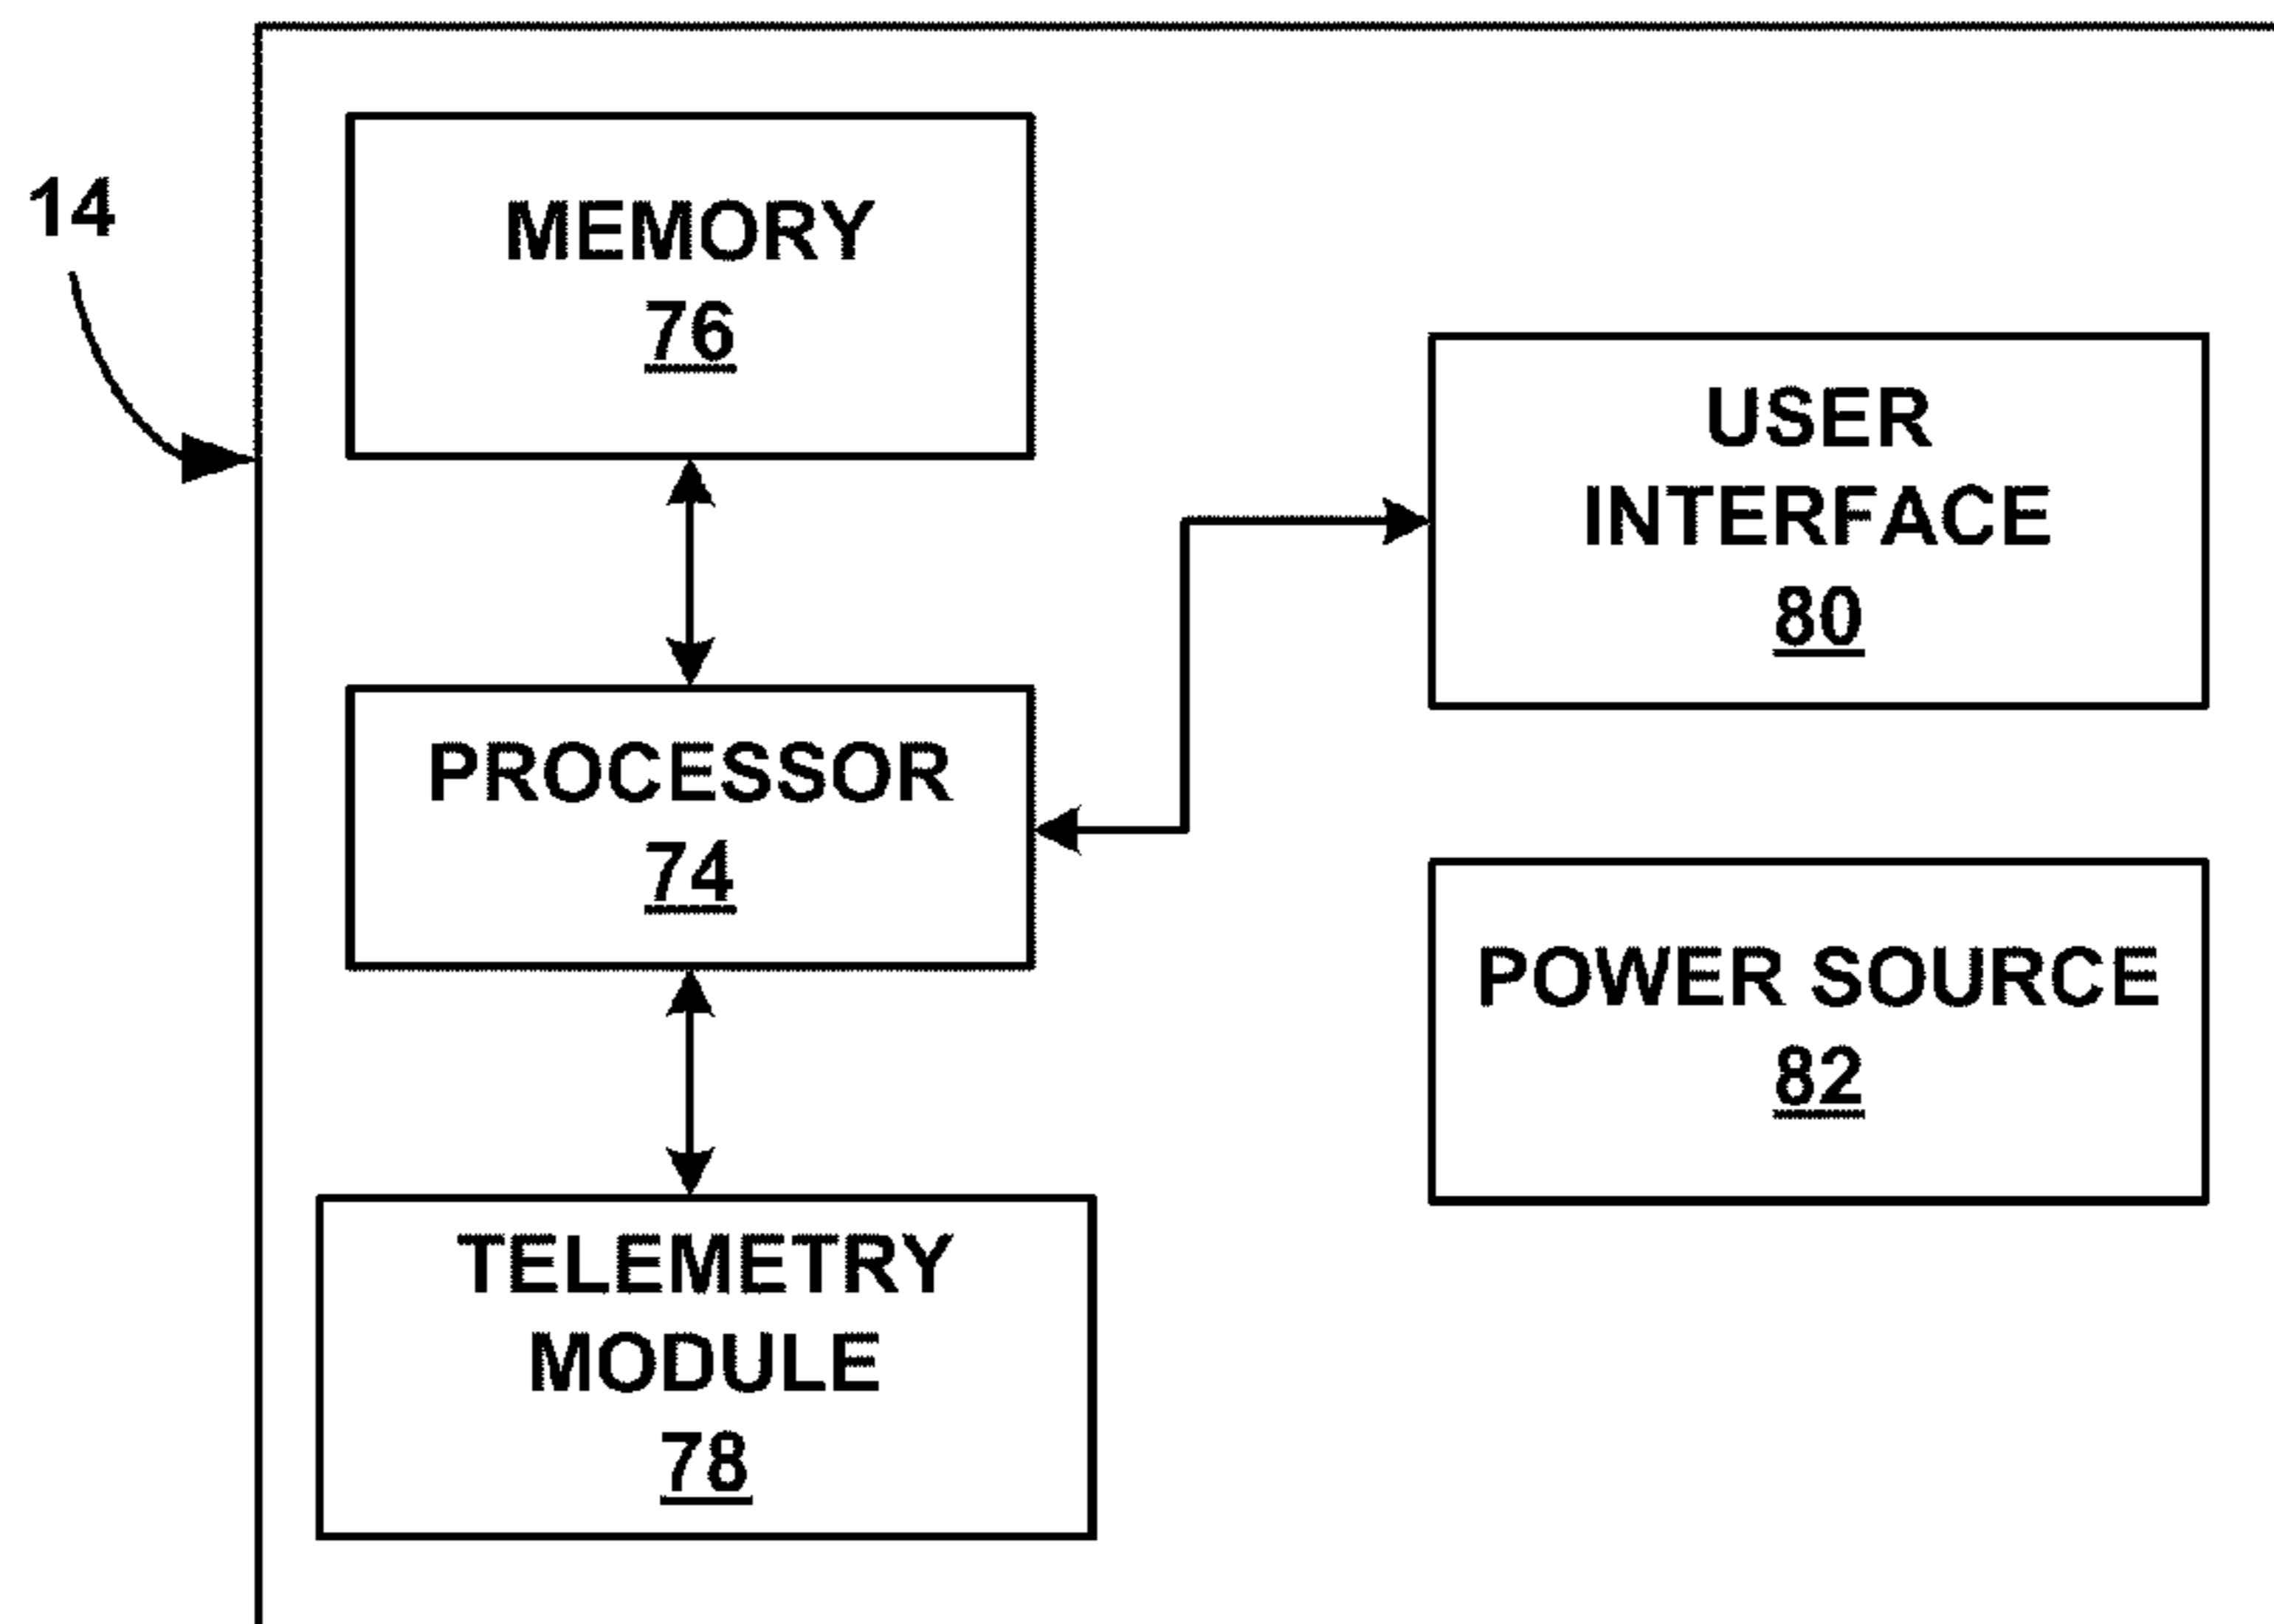 14
MEMORY
76
USER
INTERFACE
80
PROCESSOR
74
POWER SOURCE
82
TELEMETRY
MODULE
78